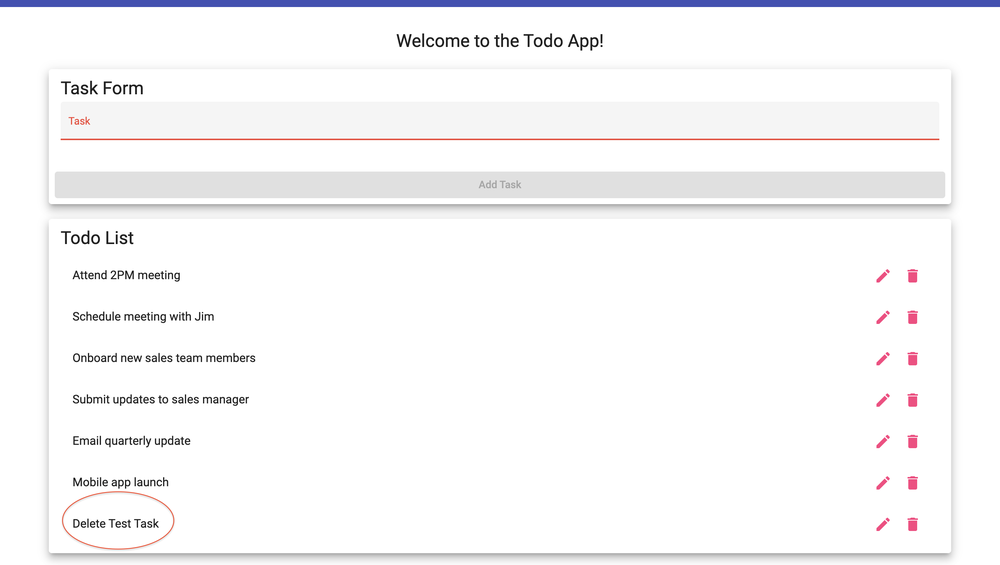 Welcome to the Todo App!
Task Form
Task
Add Task
Todo List
Attend 2PM meeting
Schedule meeting with Jim
Onboard new sales team members
Submit updates to sales manager
Email quarterly update
Mobile app launch
Delete Test Task